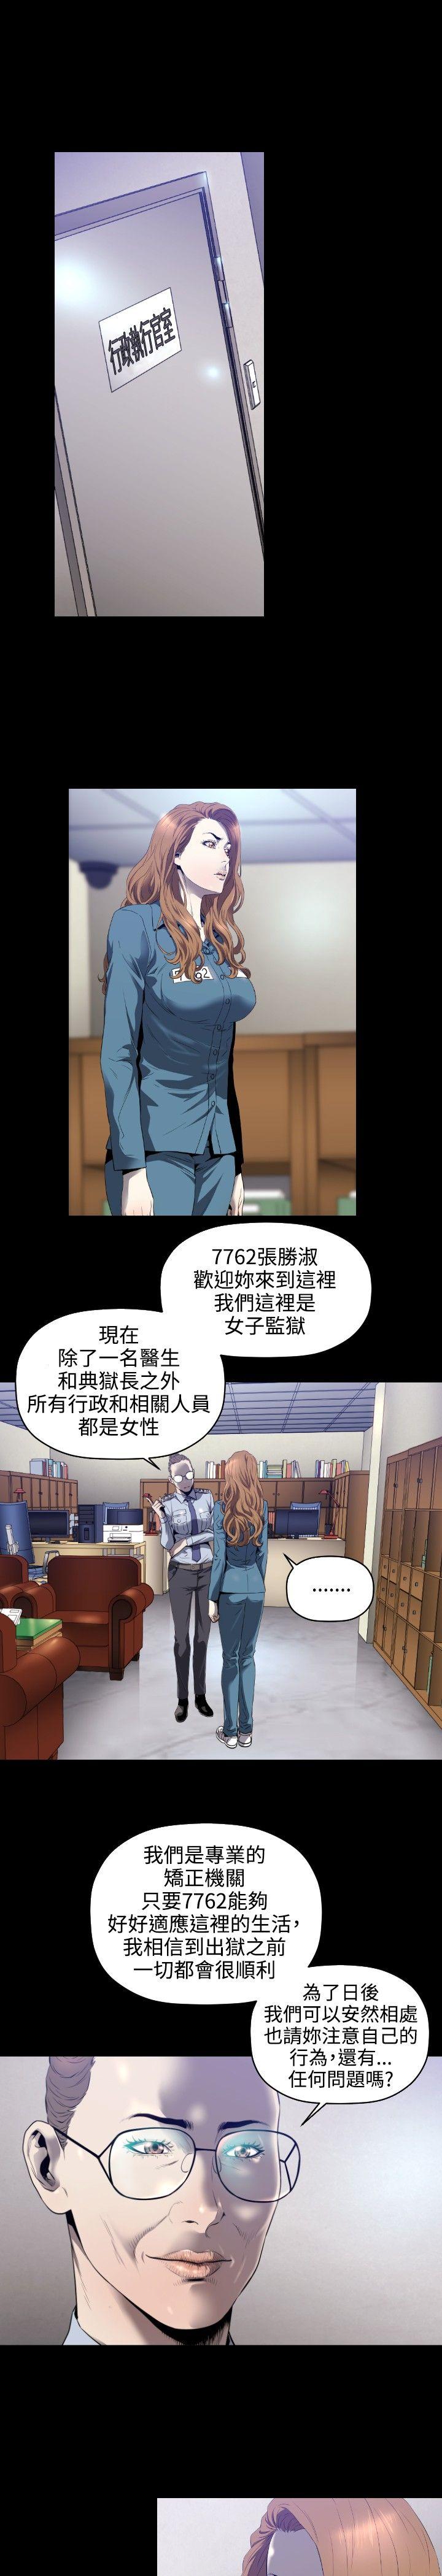 行政執行官室
7762張勝淑
歡迎妳來到這裡
我們這裡是
女子監獄
現在
除了一名醫生
和典獄長之外
所有行政和相關人員
都是女性
.......
我們是專業的
矯正機關
只要7762能夠
好好適應這裡的生活,
我相信到出獄之前
一切都會很順利
為了日後
我們可以安然相處
也請妳注意自己的
行為,還有...
任何問題嗎?